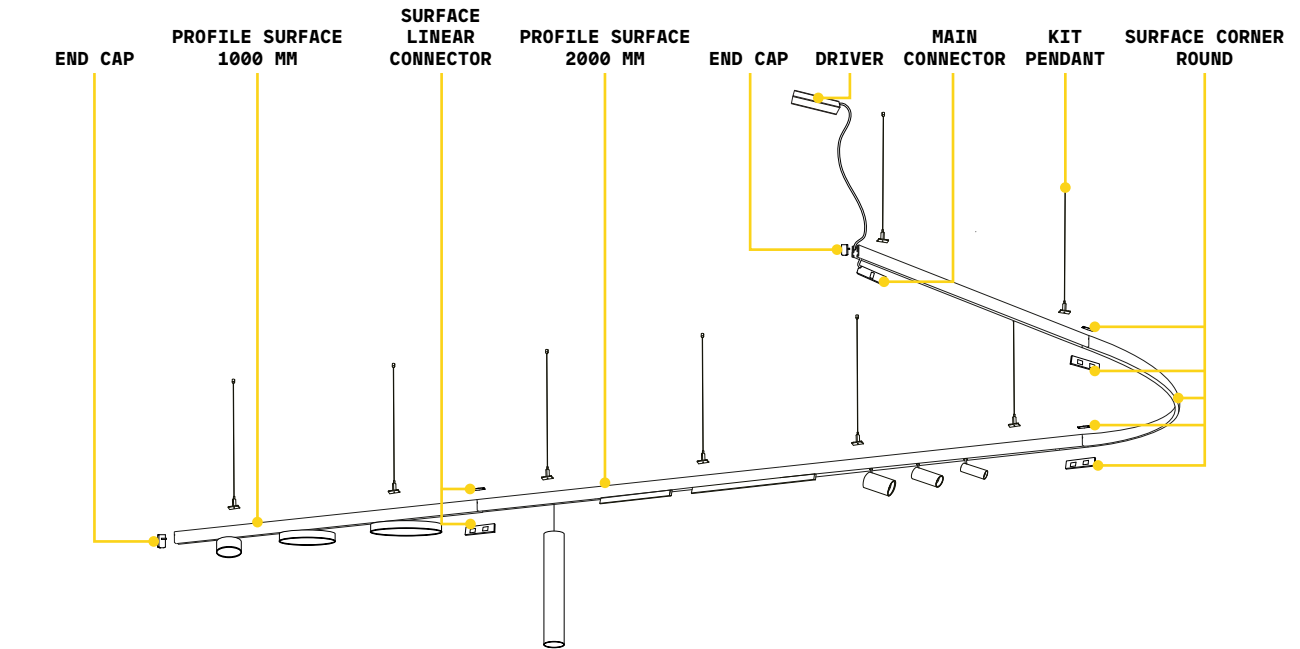 END CAP
PROFILE SURFACE
1000 MM
SURFACE
LINEAR
CONNECTOR
PROFILE SURFACE
2000 MM
END CAP
DRIVER
MAIN
CONNECTOR
KIT
PENDANT
SURFACE CORNER
ROUND